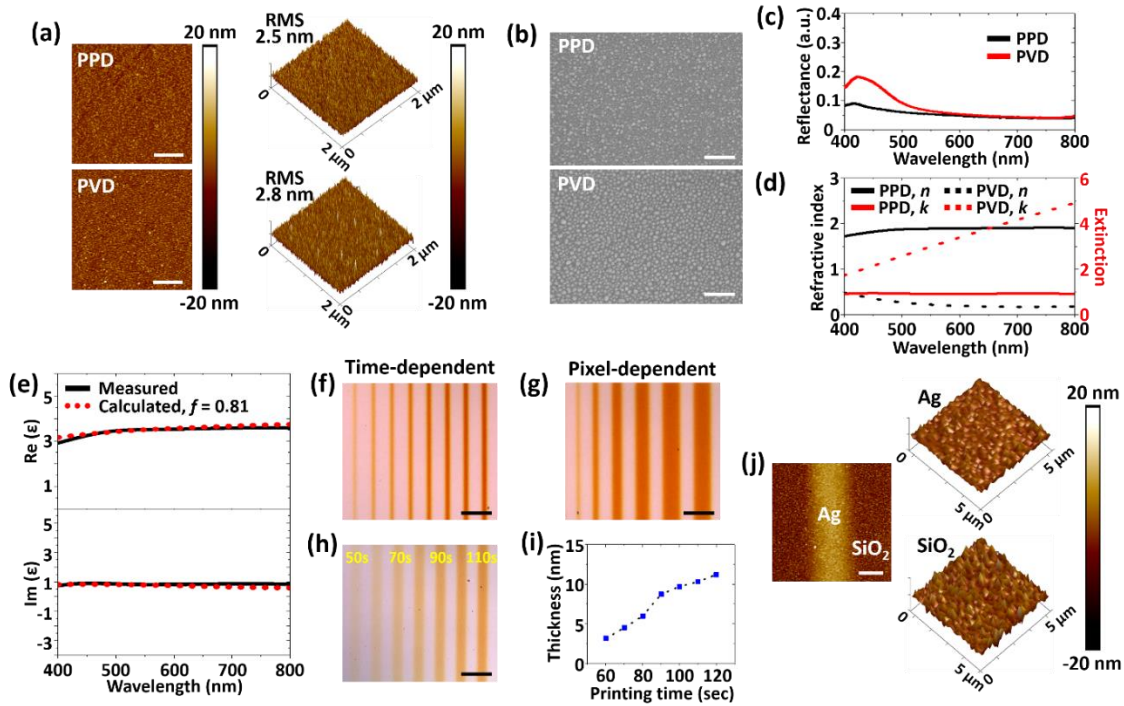 (a)
PPD
PVD
20 nm
-20 nm
RMS
2.5 nm
0
2 μm
2 μm
0
RMS
2.8 nm
0
2 μm
2 μm
0
20 nm
-20 nm
(b)
PPD
PVD
(c)
Reflectance (a.u.)
0.4
0.3
0.2
0.1
0
PPD
PVD
400 500 600 700 800
Wavelength (nm)
(d)
Refractive index
3
2
1
0
PPD, n PVD, n
PPD, k PVD, k
6
4
2
0
Extinction
400 500 600 700 800
Wavelength (nm)
(e)
Measured
Calculated, f = 0.81
Re (ε)
5
3
1
Im (ε)
1
-1
-3
400 500 600 700 800
Wavelength (nm)
(f)
Time-dependent
(g)
Pixel-dependent
(h)
50s 70s 90s 110s
(i)
Thickness (nm)
15
10
5
0
60 80 100 120
Printing time (sec)
(j)
Ag
SiO₂
Ag
0
5 μm
5 μm
0
SiO₂
0
5 μm
5 μm
0
20 nm
-20 nm